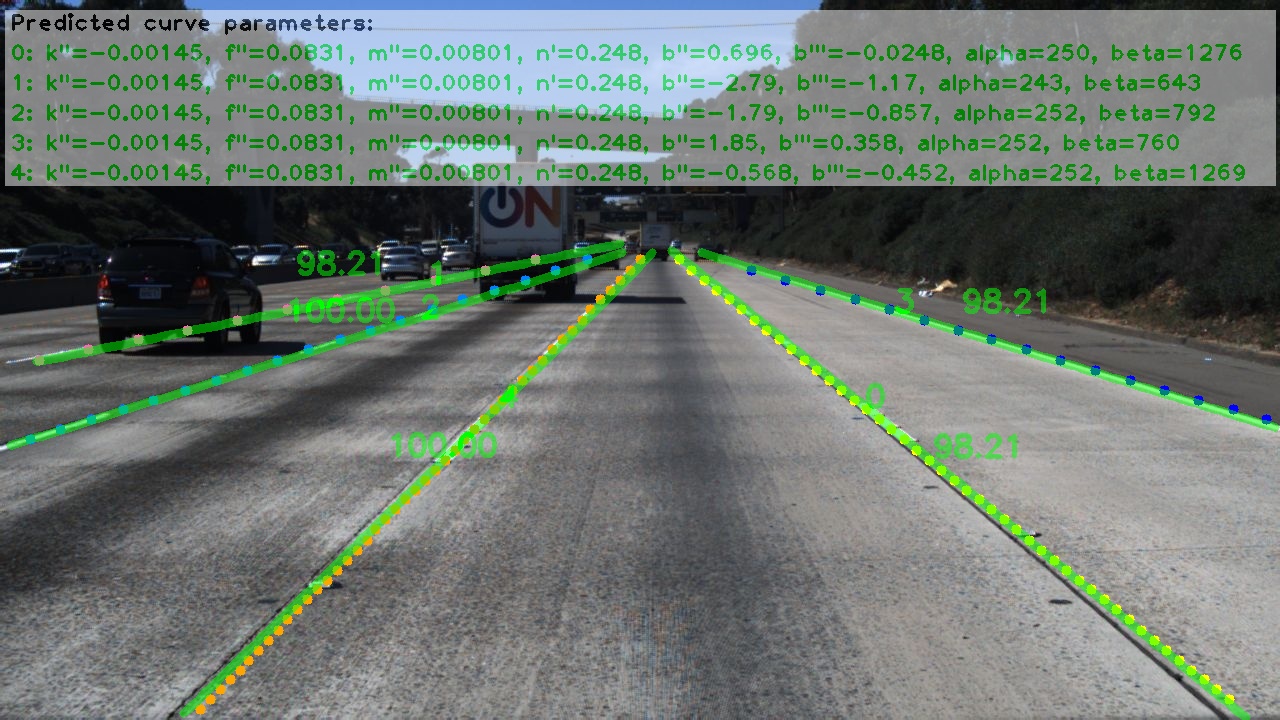 Predicted curve parameters:
0: k''=-0.00145, f''=0.0831, m''=0.00801, n'=0.248, b''=0.696, b'''=-0.0248, alpha=250, beta=1276
1: k''=-0.00145, f''=0.0831, m''=0.00801, n'=0.248, b''=-2.79, b'''=-1.17, alpha=243, beta=643
2: k''=-0.00145, f''=0.0831, m''=0.00801, n'=0.248, b''=-1.79, b'''=-0.857, alpha=252, beta=792
3: k''=-0.00145, f''=0.0831, m''=0.00801, n'=0.248, b''=1.85, b'''=0.358, alpha=252, beta=760
4: k''=-0.00145, f''=0.0831, m''=0.00801, n'=0.248, b''=-0.568, b'''=-0.452, alpha=252, beta=1269
ON
98.21 1
100.00 2
3 98.21
0
100.00
98.21